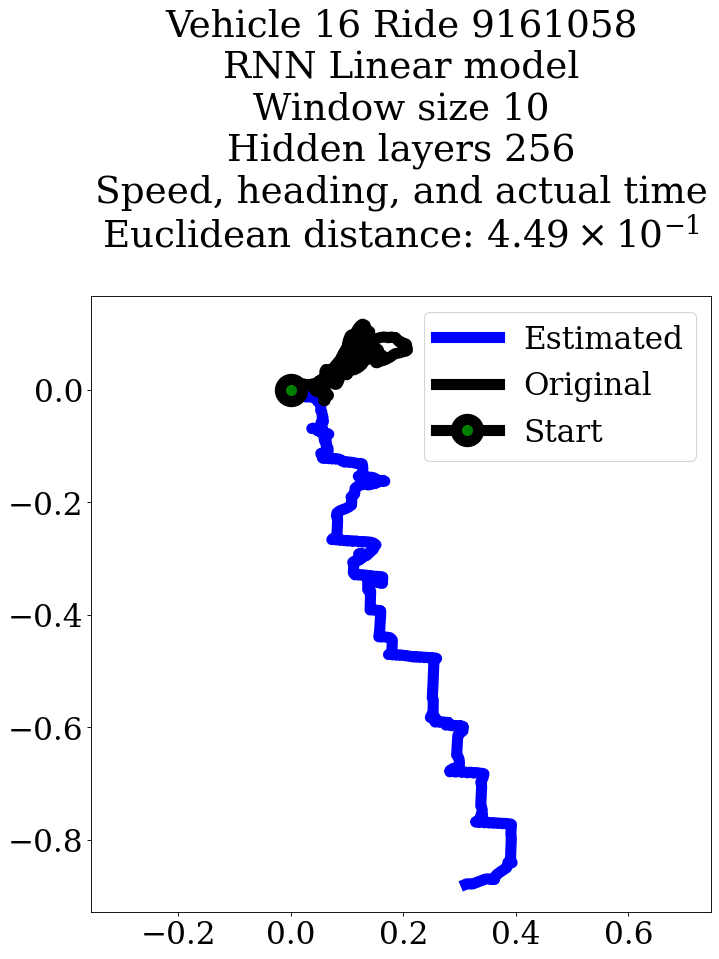 Vehicle 16 Ride 9161058
RNN Linear model
Window size 10
Hidden layers 256
Speed, heading, and actual time
Euclidean distance: 4.49 × 10⁻¹
Estimated
Original
Start
0.0
−0.2
−0.4
−0.6
−0.8
−0.2 0.0 0.2 0.4 0.6